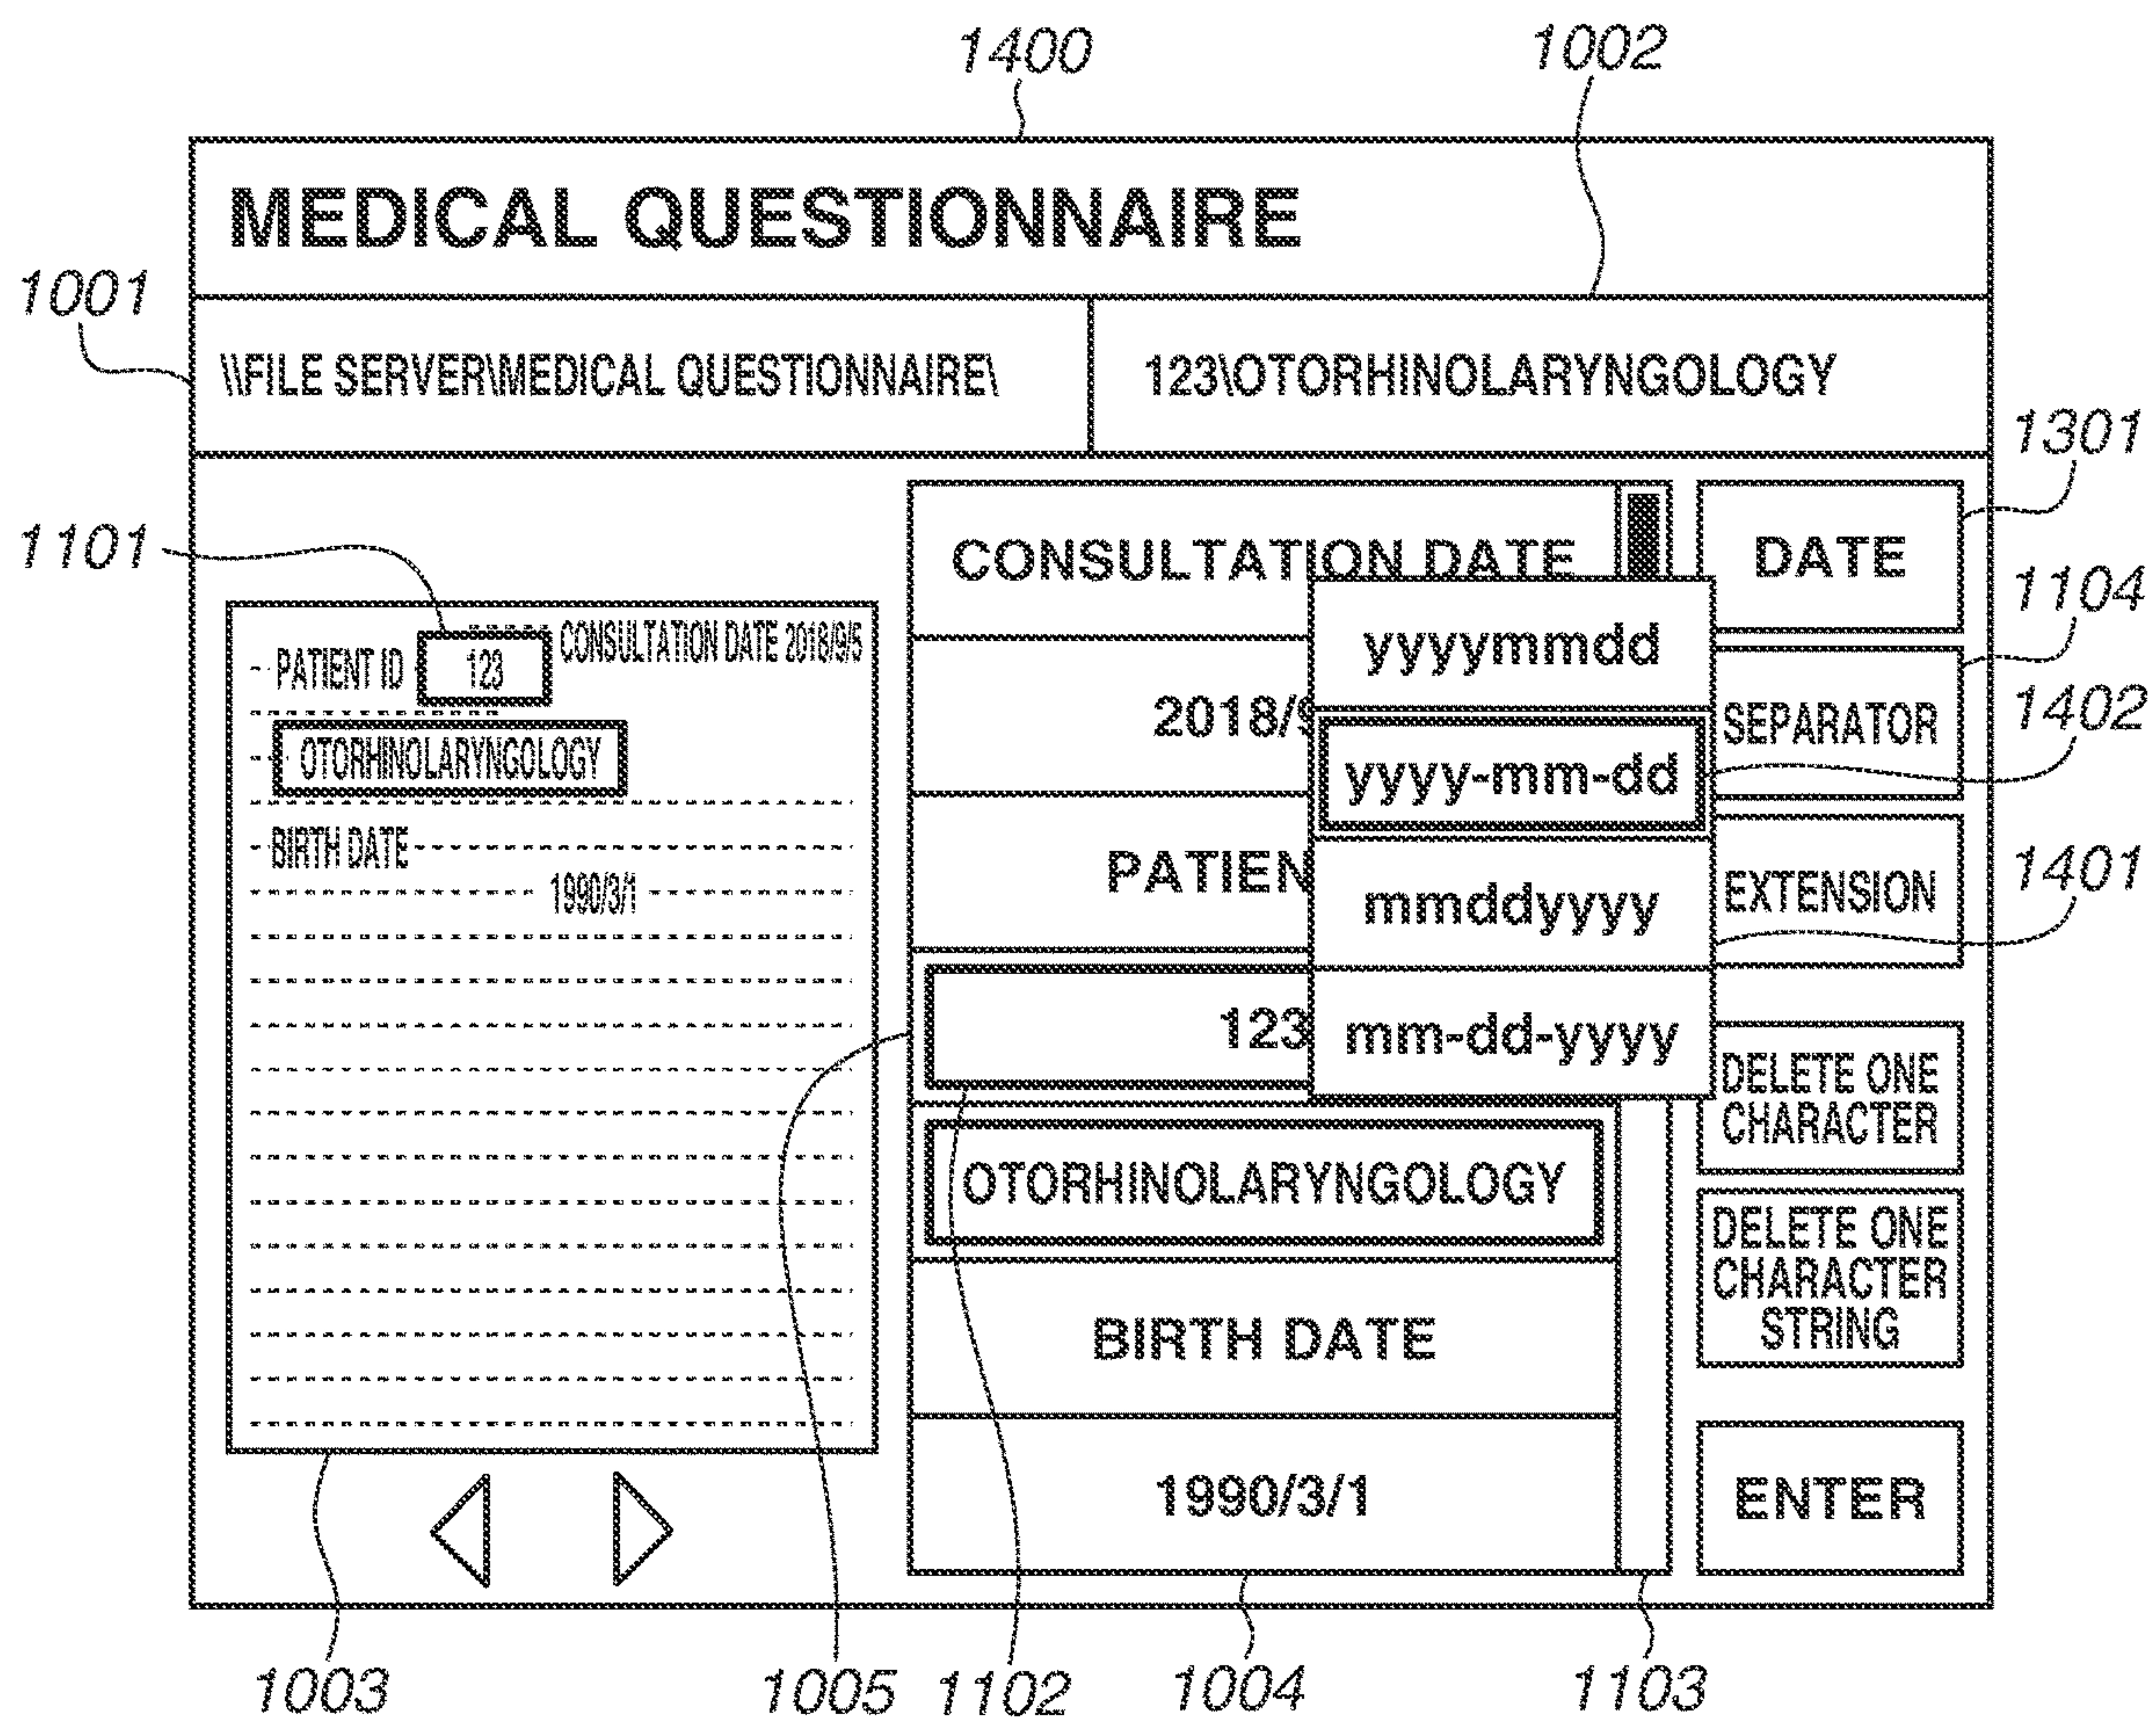 1400
1002
MEDICAL QUESTIONNAIRE
1001
\\FILE SERVER\MEDICAL QUESTIONNAIRE\
123\OTORHINOLARYNGOLOGY
1301
1101
CONSULTATION DATE
DATE
1104
PATIENT ID
123
CONSULTATION DATE 2018/9/5
OTORHINOLARYNGOLOGY
BIRTH DATE
1990/3/1
2018/9
PATIEN
123
OTORHINOLARYNGOLOGY
BIRTH DATE
1990/3/1
yyyymmdd
yyyy-mm-dd
mmddyyyy
mm-dd-yyyy
SEPARATOR
1402
EXTENSION
1401
DELETE ONE
CHARACTER
DELETE ONE
CHARACTER
STRING
ENTER
1003
1005
1102
1004
1103